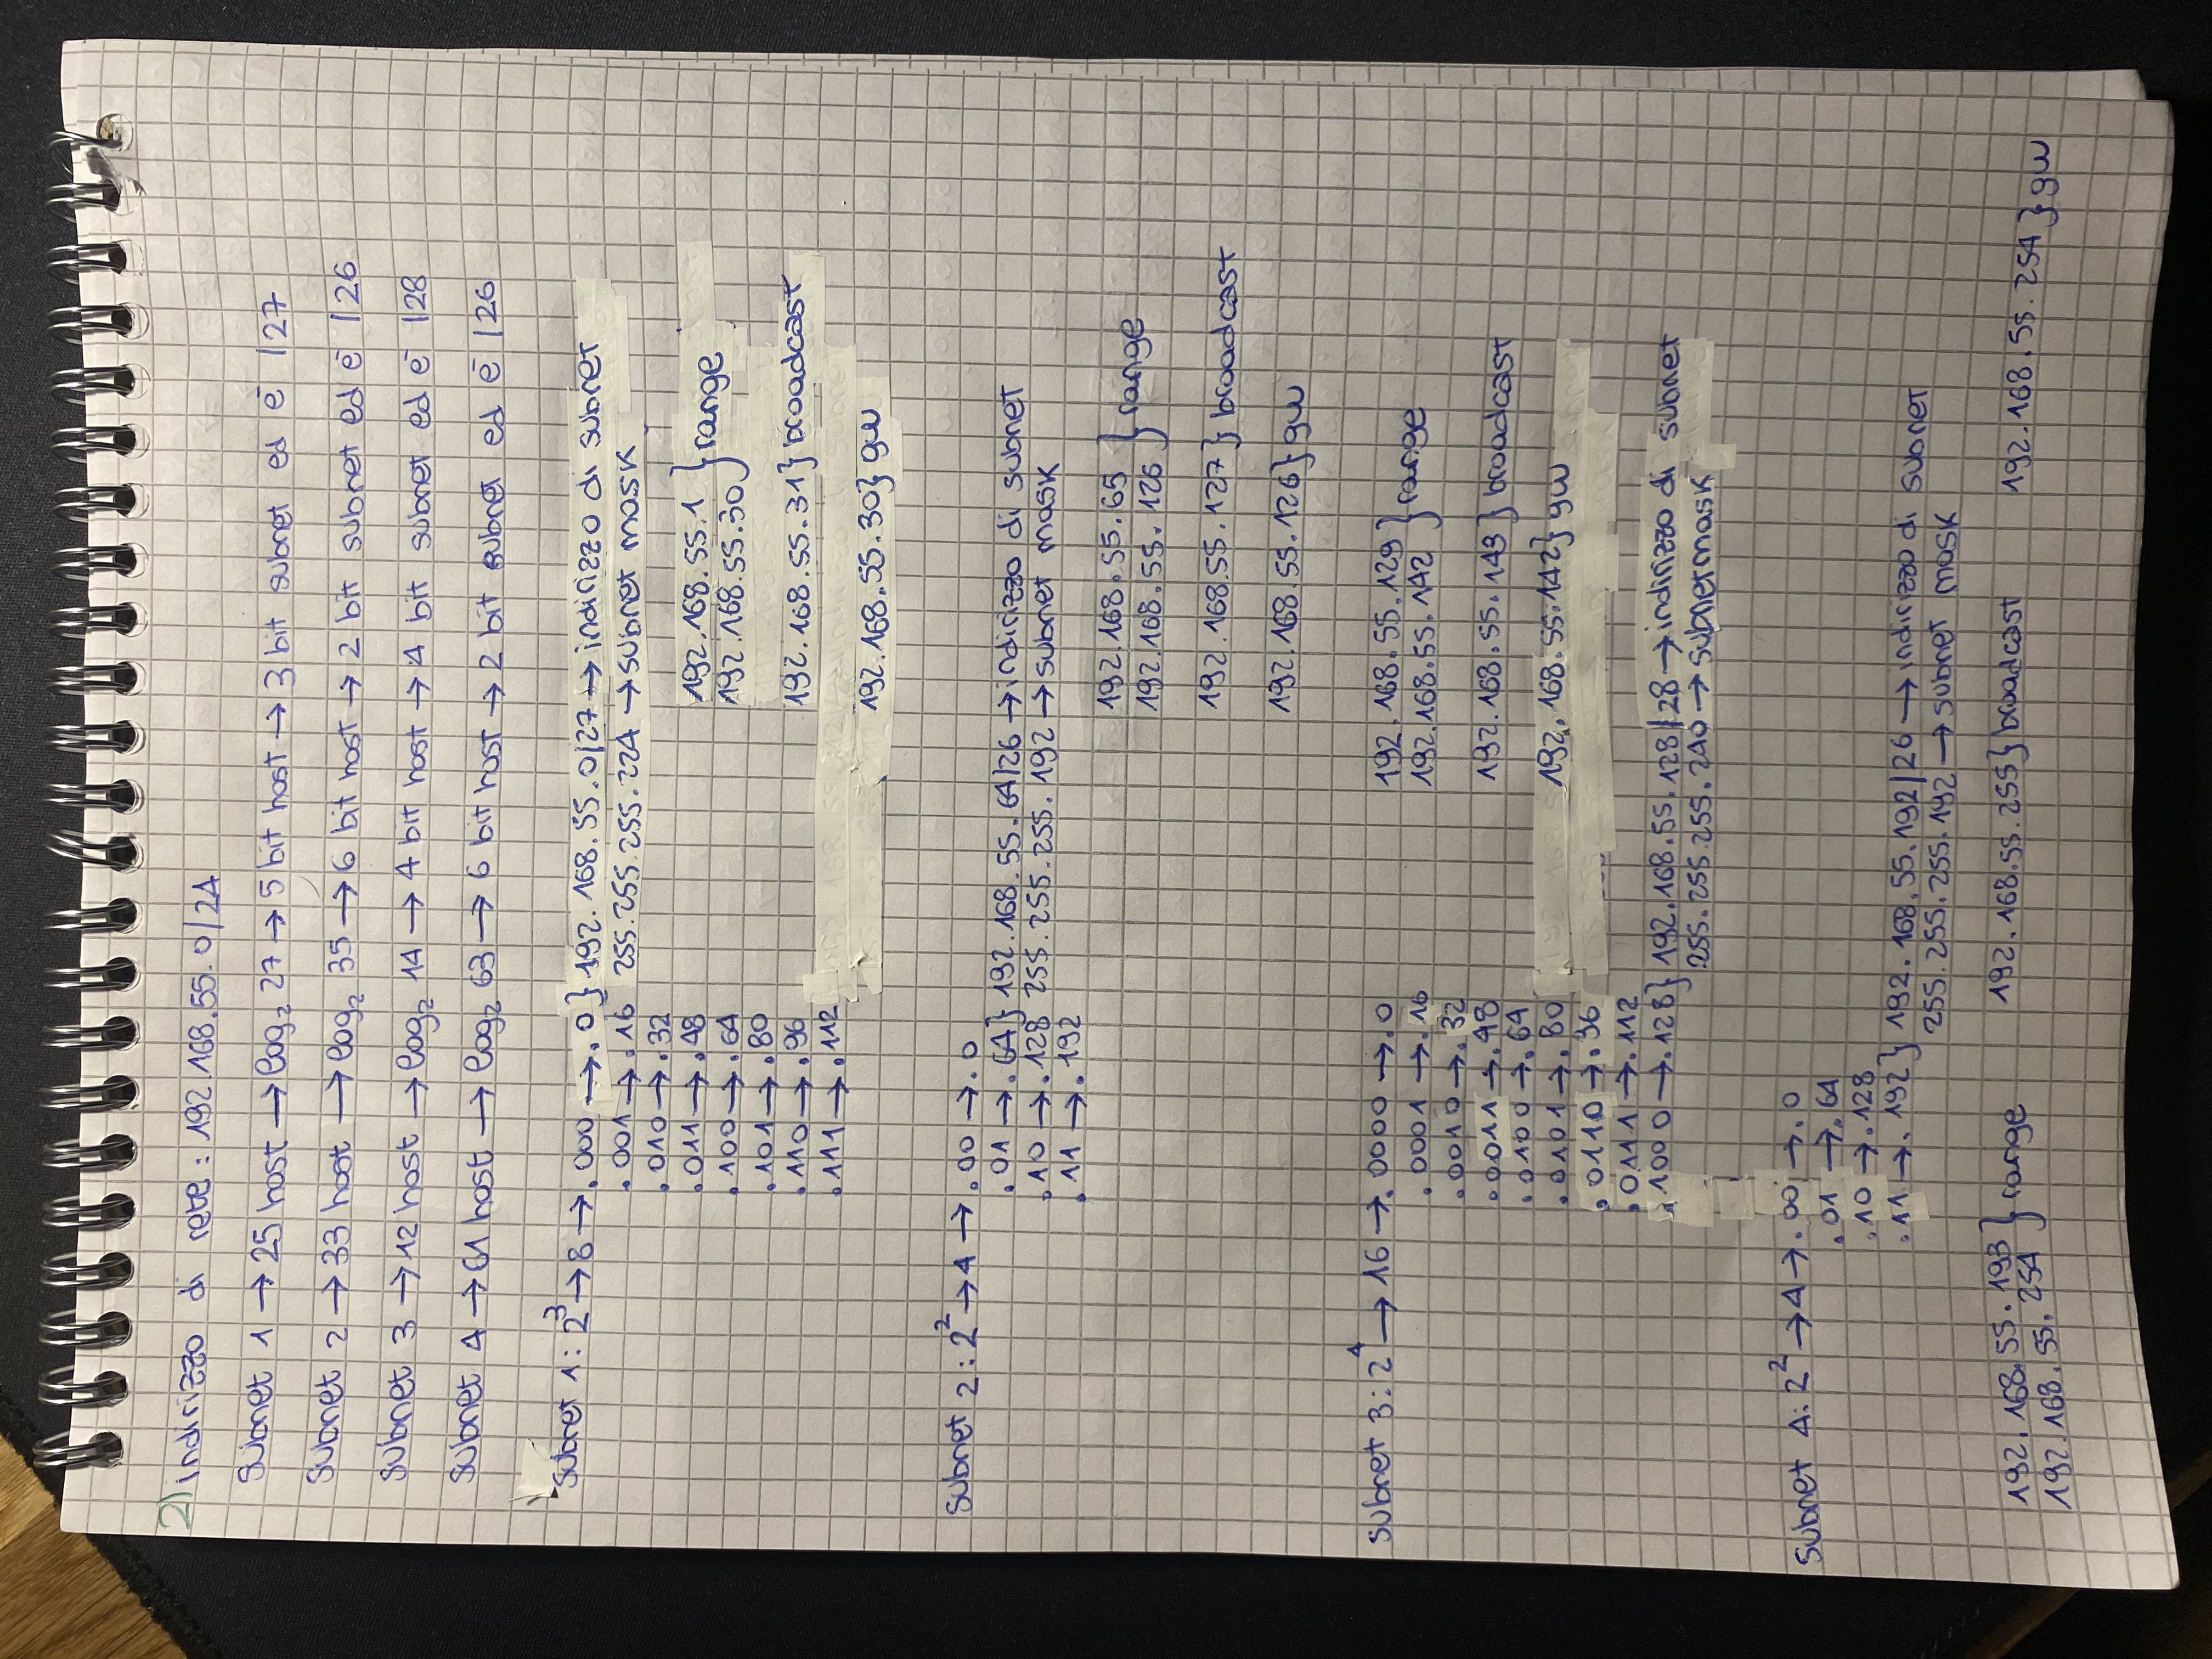 2) indirizzo di rete: 192.168.55.0/24
Subnet 1 → 25 host → log₂ 27 → 5 bit host → 3 bit subnet ed è /27
Subnet 2 → 33 host → log₂ 35 → 6 bit host → 2 bit subnet ed è /26
Subnet 3 → 12 host → log₂ 14 → 4 bit host → 4 bit subnet ed è /28
Subnet 4 → 61 host → log₂ 63 → 6 bit host → 2 bit subnet ed è /26
Subnet 1: 2³ → 8 → .000 → .0} 192.168.55.0/27 → indirizzo di subnet
.001 → .16 255.255.255.224 → subnet mask
.010 → .32
.011 → .48
192.168.55.1
192.168.55.30 } range
.100 → .64
.101 → .80
.110 → .96 192.168.55.31} broadcast
.111 → .112
192.168.55.30} gw
Subnet 2: 2² → 4 → .00 → .0
.01 → .64} 192.168.55.64/26 → indirizzo di subnet
.10 → .128 255.255.255.192 → subnet mask
.11 → .192
192.168.55.65
192.168.55.126 } range
192.168.55.127} broadcast
192.168.55.126} gw
Subnet 3: 2⁴ → 16 → .0000 → .0 192.168.55.129
.0001 → .16 192.168.55.142 } range
.0010 → .32
.0011 → .48 192.168.55.143} broadcast
.0100 → .64
.0101 → .80 192.168.55.142} gw
.0110 → .96
.0111 → .112
.1000 → .128} 192.168.55.128/28 → indirizzo di subnet
255.255.255.240 → subnetmask
Subnet 4: 2² → 4 → .00 → .0
.01 → .64
.10 → .128
.11 → .192} 192.168.55.192/26 → indirizzo di subnet
255.255.255.192 → subnet mask
192.168.55.193
192.168.55.254 } range 192.168.55.255} broadcast 192.168.55.254} gw